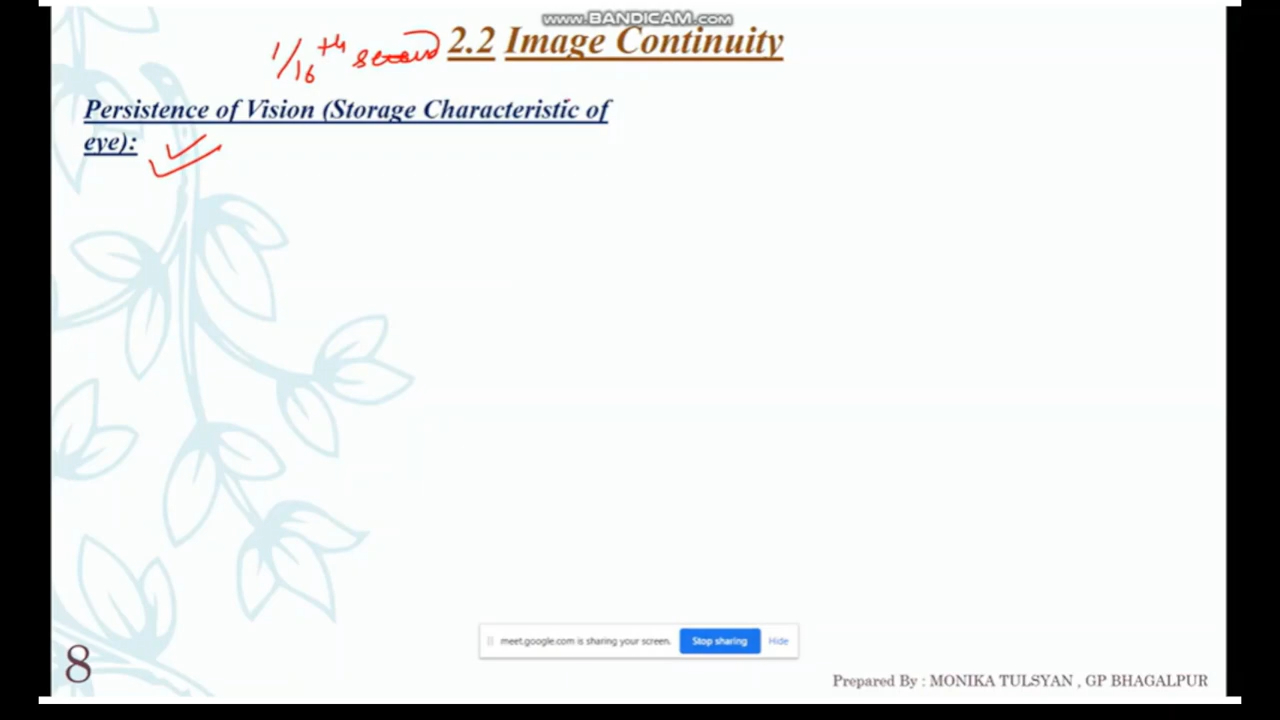 www.BANDICAM.com
1/16th second
2.2 Image Continuity
Persistence of Vision (Storage Characteristic of
eye):
meet.google.com is sharing your screen. Stop sharing Hide
8
Prepared By : MONIKA TULSYAN , GP BHAGALPUR